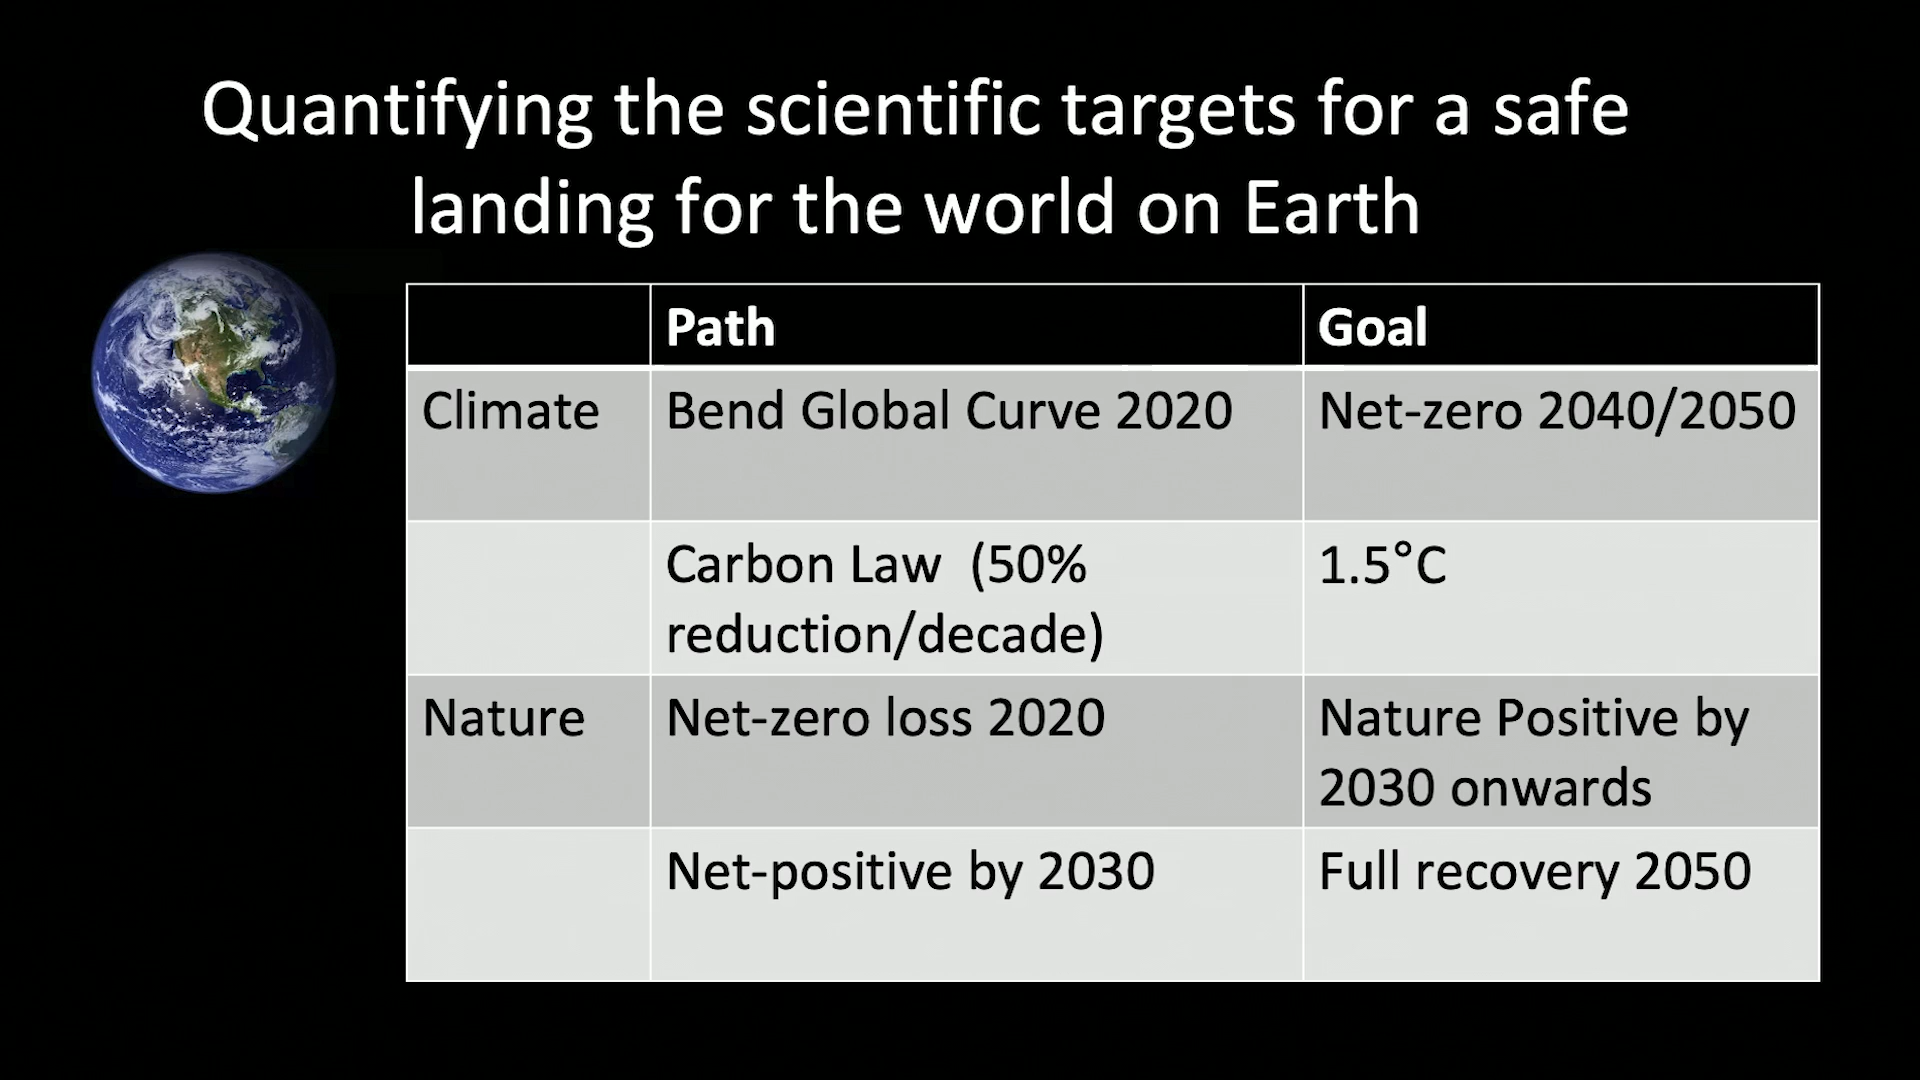 Quantifying the scientific targets for a safe
landing for the world on Earth
Path Goal
Climate Bend Global Curve 2020 Net-zero 2040/2050
Carbon Law (50% 1.5°C
reduction/decade)
Nature Net-zero loss 2020 Nature Positive by
2030 onwards
Net-positive by 2030 Full recovery 2050